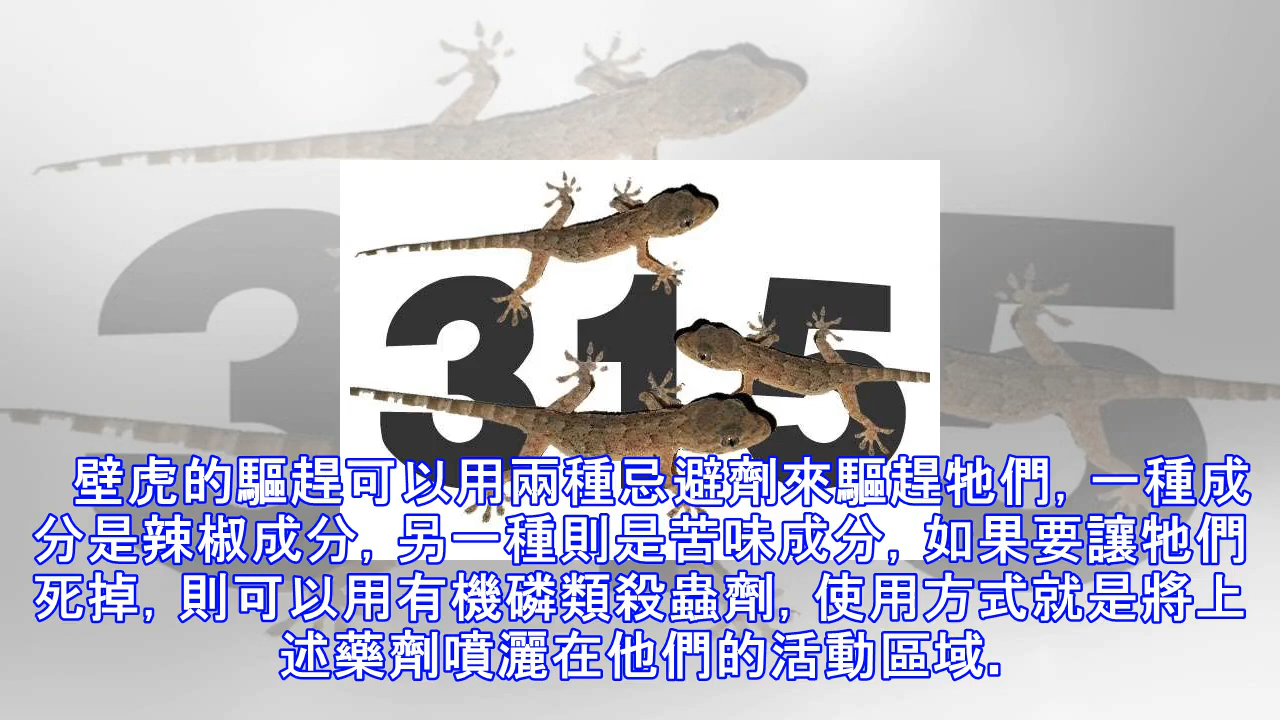 315
壁虎的驅趕可以用兩種忌避劑來驅趕牠們, 一種成
分是辣椒成分, 另一種則是苦味成分, 如果要讓牠們
死掉, 則可以用有機磷類殺蟲劑, 使用方式就是將上
述藥劑噴灑在他們的活動區域.